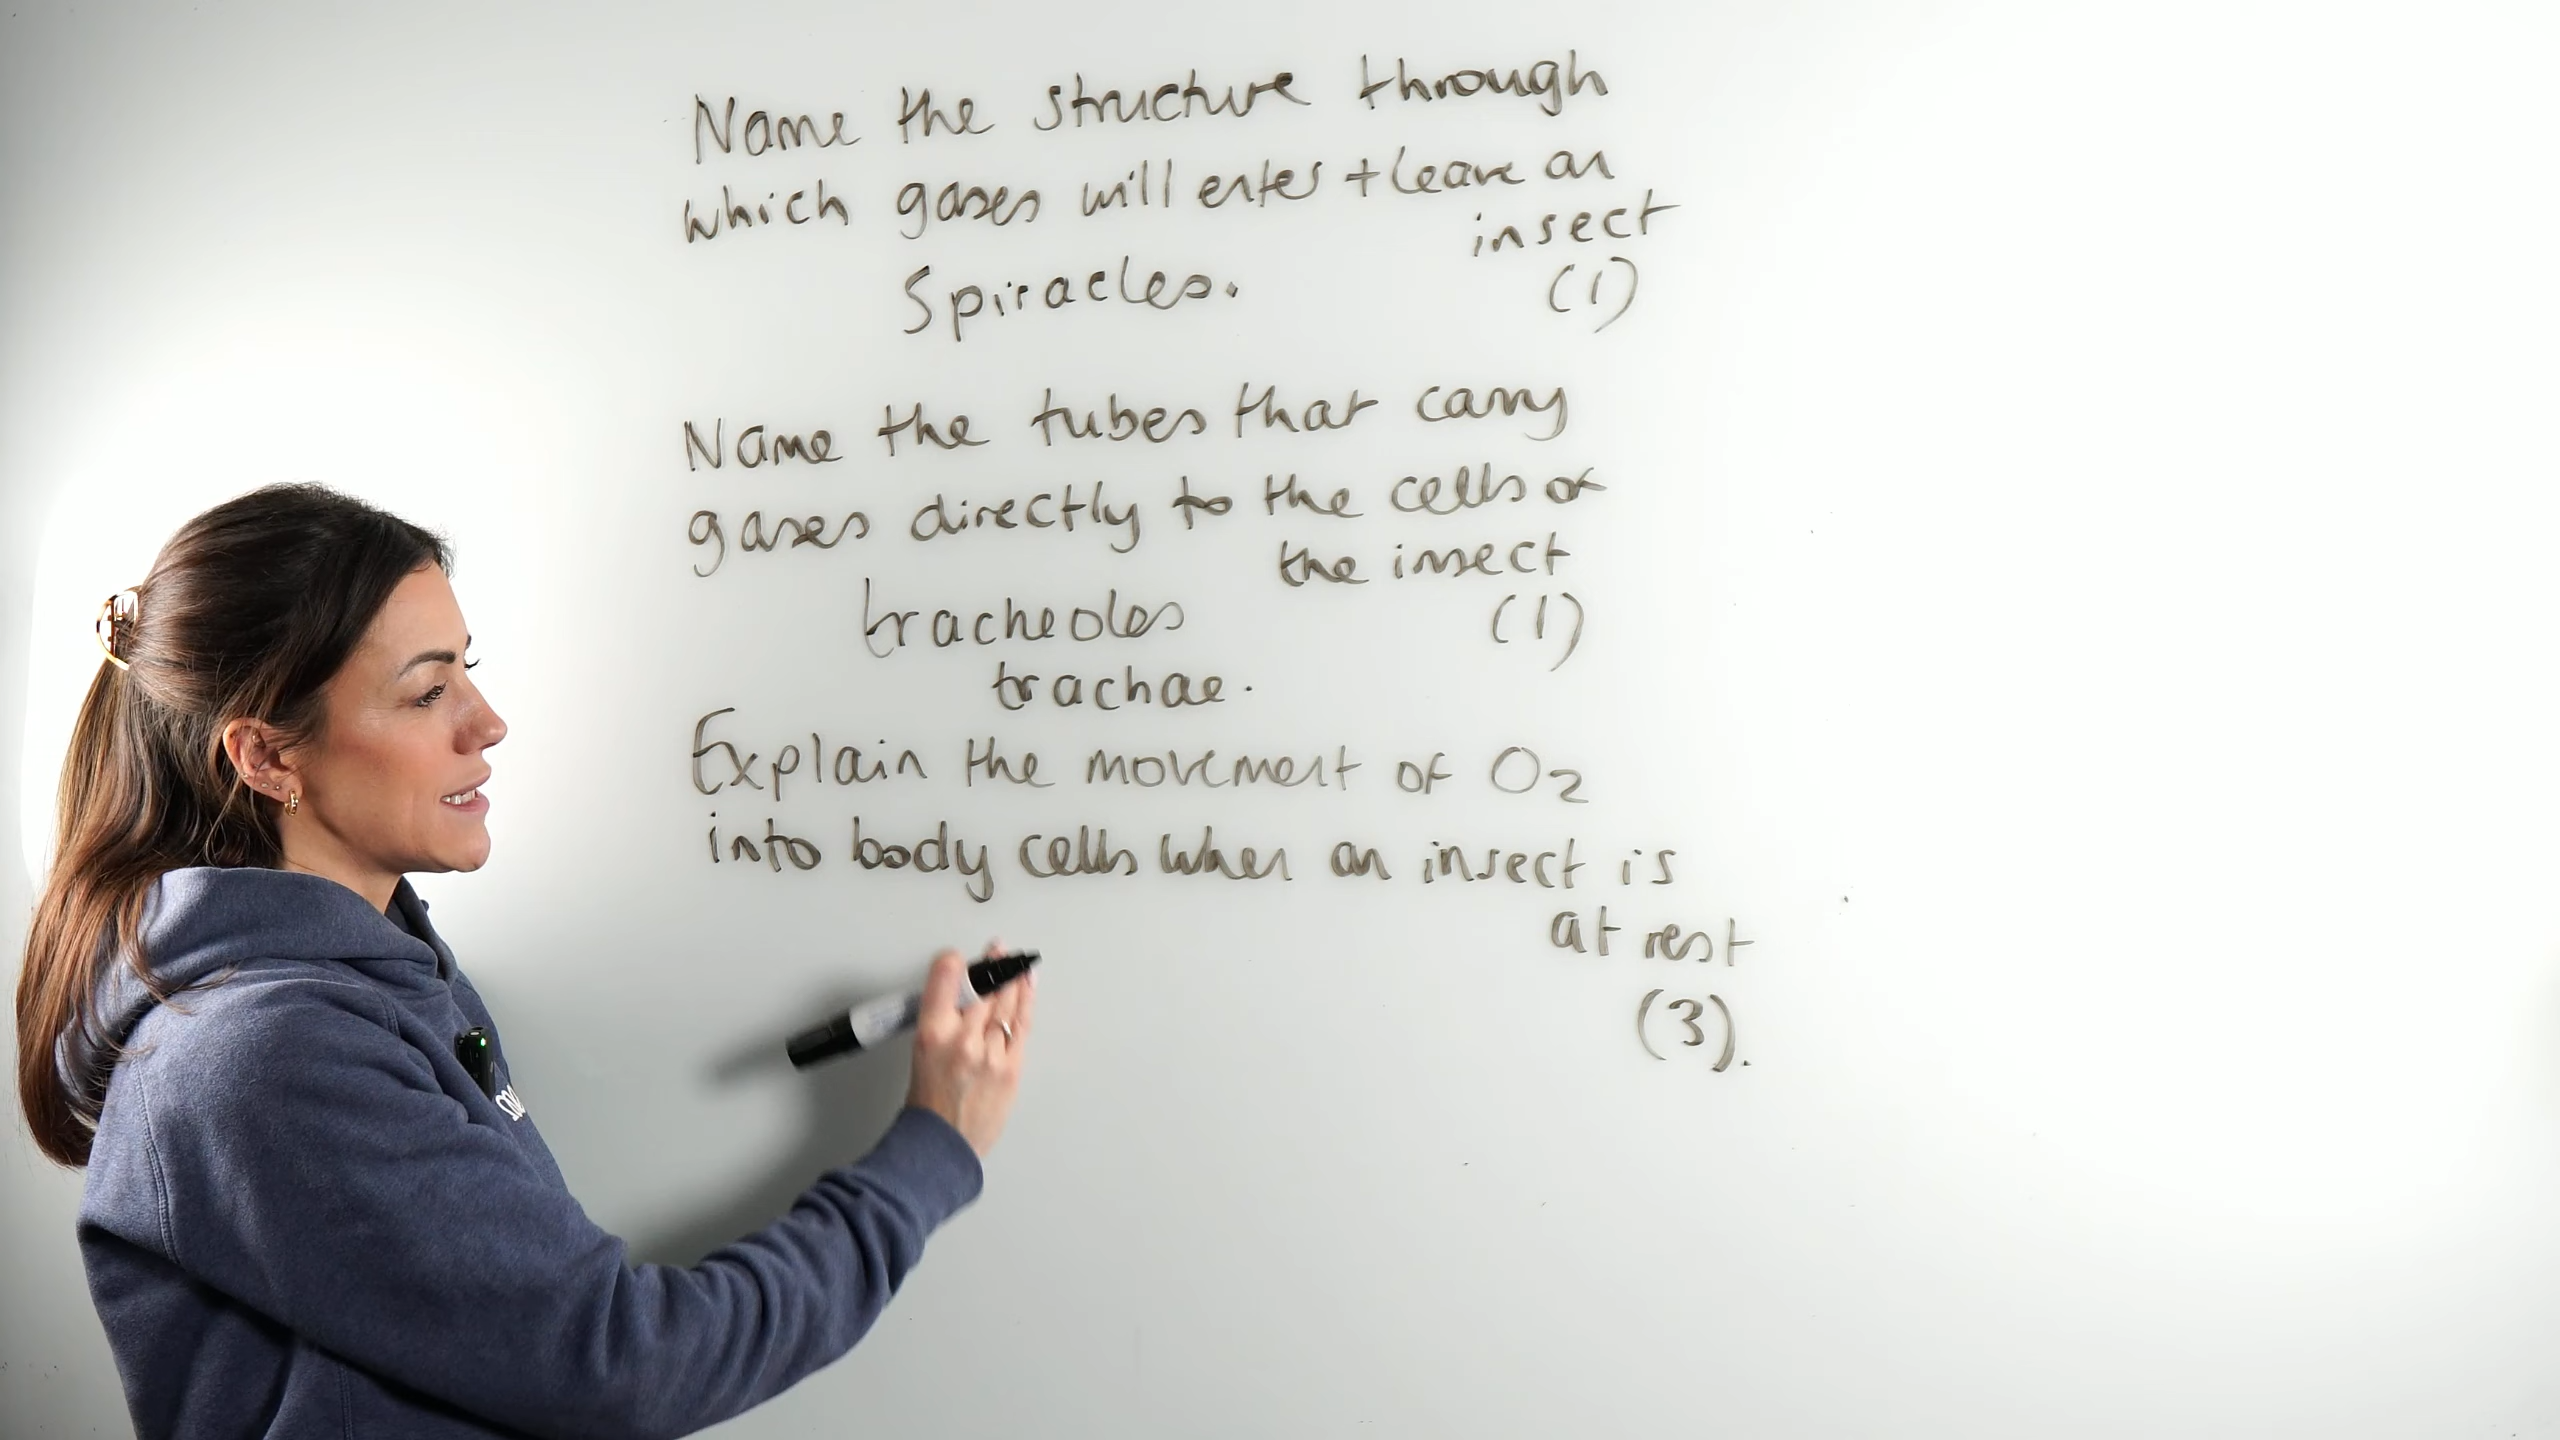 Name the structure through
which gases will enter + leave an
insect
(1)
Spiracles.
Name the tubes that carry
gases directly to the cells of
the insect
(1)
tracheoles
trachae.
Explain the movement of O2
into body cells when an insect is
at rest
(3).